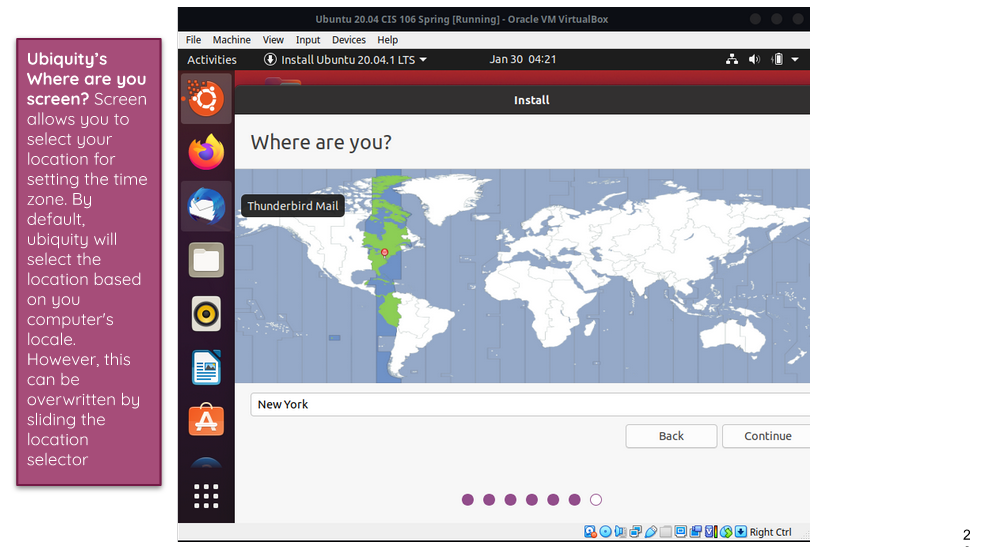 Ubiquity's
Where are you
screen? Screen
allows you to
select your
location for
setting the time
zone. By
default,
ubiquity will
select the
location based
on you
computer's
locale.
However, this
can be
overwritten by
sliding the
location
selector
Ubuntu 20.04 CIS 106 Spring [Running] - Oracle VM VirtualBox
File Machine View Input Devices Help
Activities Install Ubuntu 20.04.1 LTS Jan 30 04:21
Install
Where are you?
Thunderbird Mail
New York
Back Continue
Right Ctrl
2